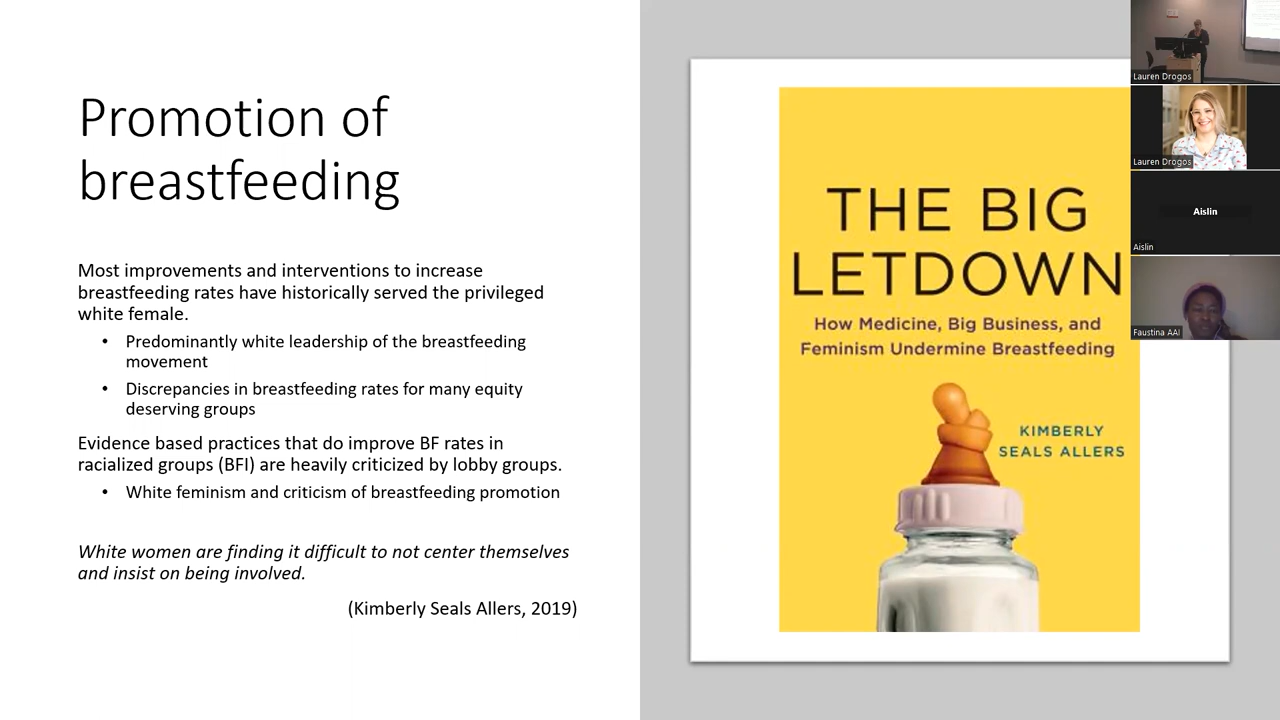 Promotion of
breastfeeding
Most improvements and interventions to increase
breastfeeding rates have historically served the privileged
white female.
• Predominantly white leadership of the breastfeeding
movement
• Discrepancies in breastfeeding rates for many equity
deserving groups
Evidence based practices that do improve BF rates in
racialized groups (BFI) are heavily criticized by lobby groups.
• White feminism and criticism of breastfeeding promotion
White women are finding it difficult to not center themselves
and insist on being involved.
(Kimberly Seals Allers, 2019)
THE BIG
LETDOWN
How Medicine, Big Business, and
Feminism Undermine Breastfeeding
KIMBERLY
SEALS ALLERS
Lauren Drogos
Lauren Drogos
Aislin
Aislin
Faustina AAI